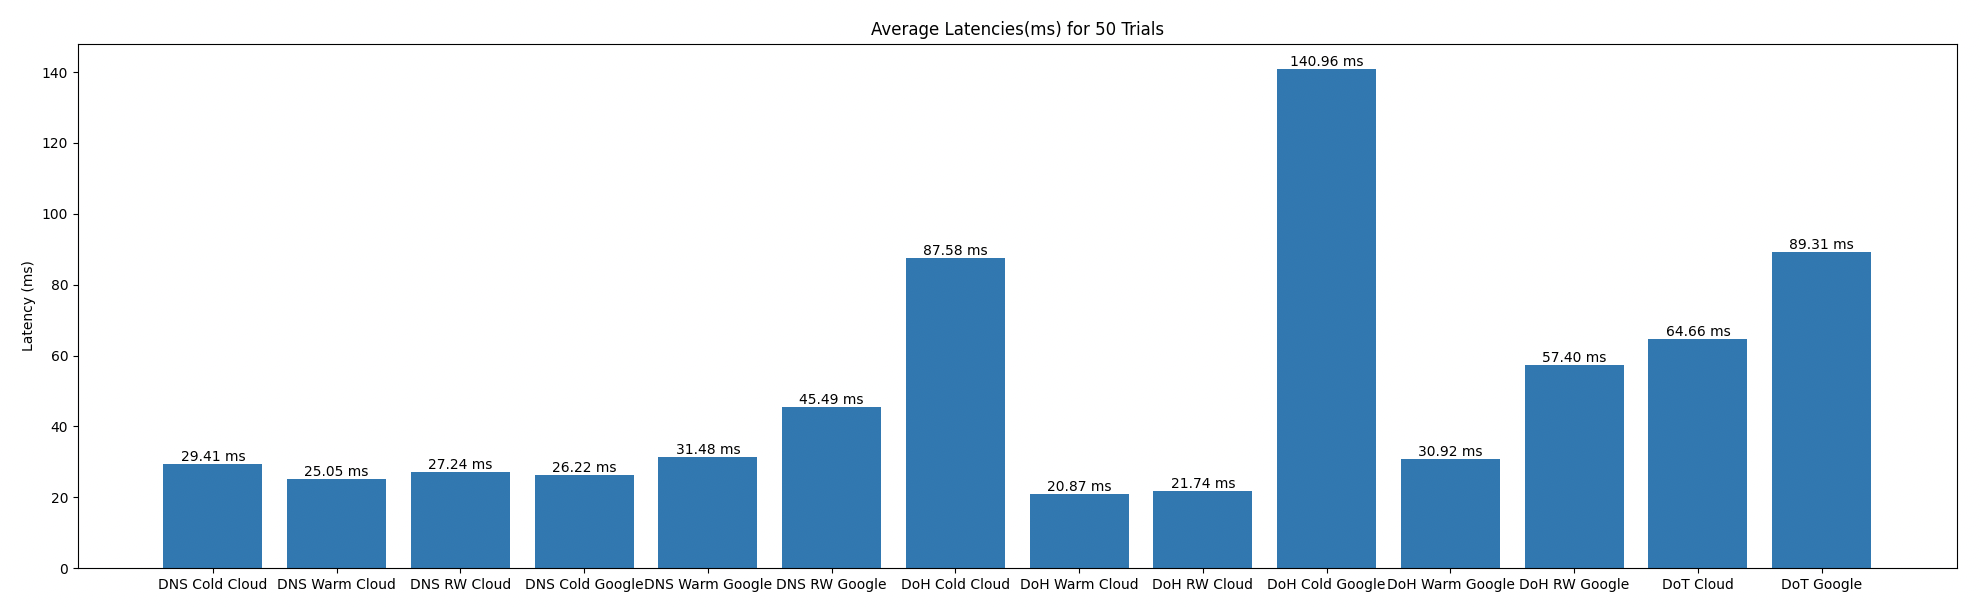 Average Latencies(ms) for 50 Trials
Latency (ms)
140
120
100
80
60
40
20
0
29.41 ms
25.05 ms
27.24 ms
26.22 ms
31.48 ms
45.49 ms
87.58 ms
20.87 ms
21.74 ms
140.96 ms
30.92 ms
57.40 ms
64.66 ms
89.31 ms
DNS Cold Cloud
DNS Warm Cloud
DNS RW Cloud
DNS Cold Google
DNS Warm Google
DNS RW Google
DoH Cold Cloud
DoH Warm Cloud
DoH RW Cloud
DoH Cold Google
DoH Warm Google
DoH RW Google
DoT Cloud
DoT Google